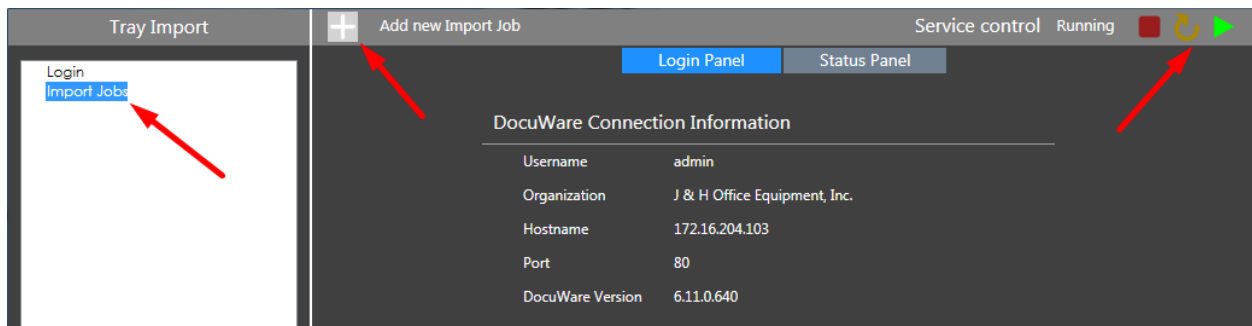 Tray Import
Add new Import Job
Service control Running
Login
Import Jobs
Login Panel Status Panel
DocuWare Connection Information
Username admin
Organization J & H Office Equipment, Inc.
Hostname 172.16.204.103
Port 80
DocuWare Version 6.11.0.640